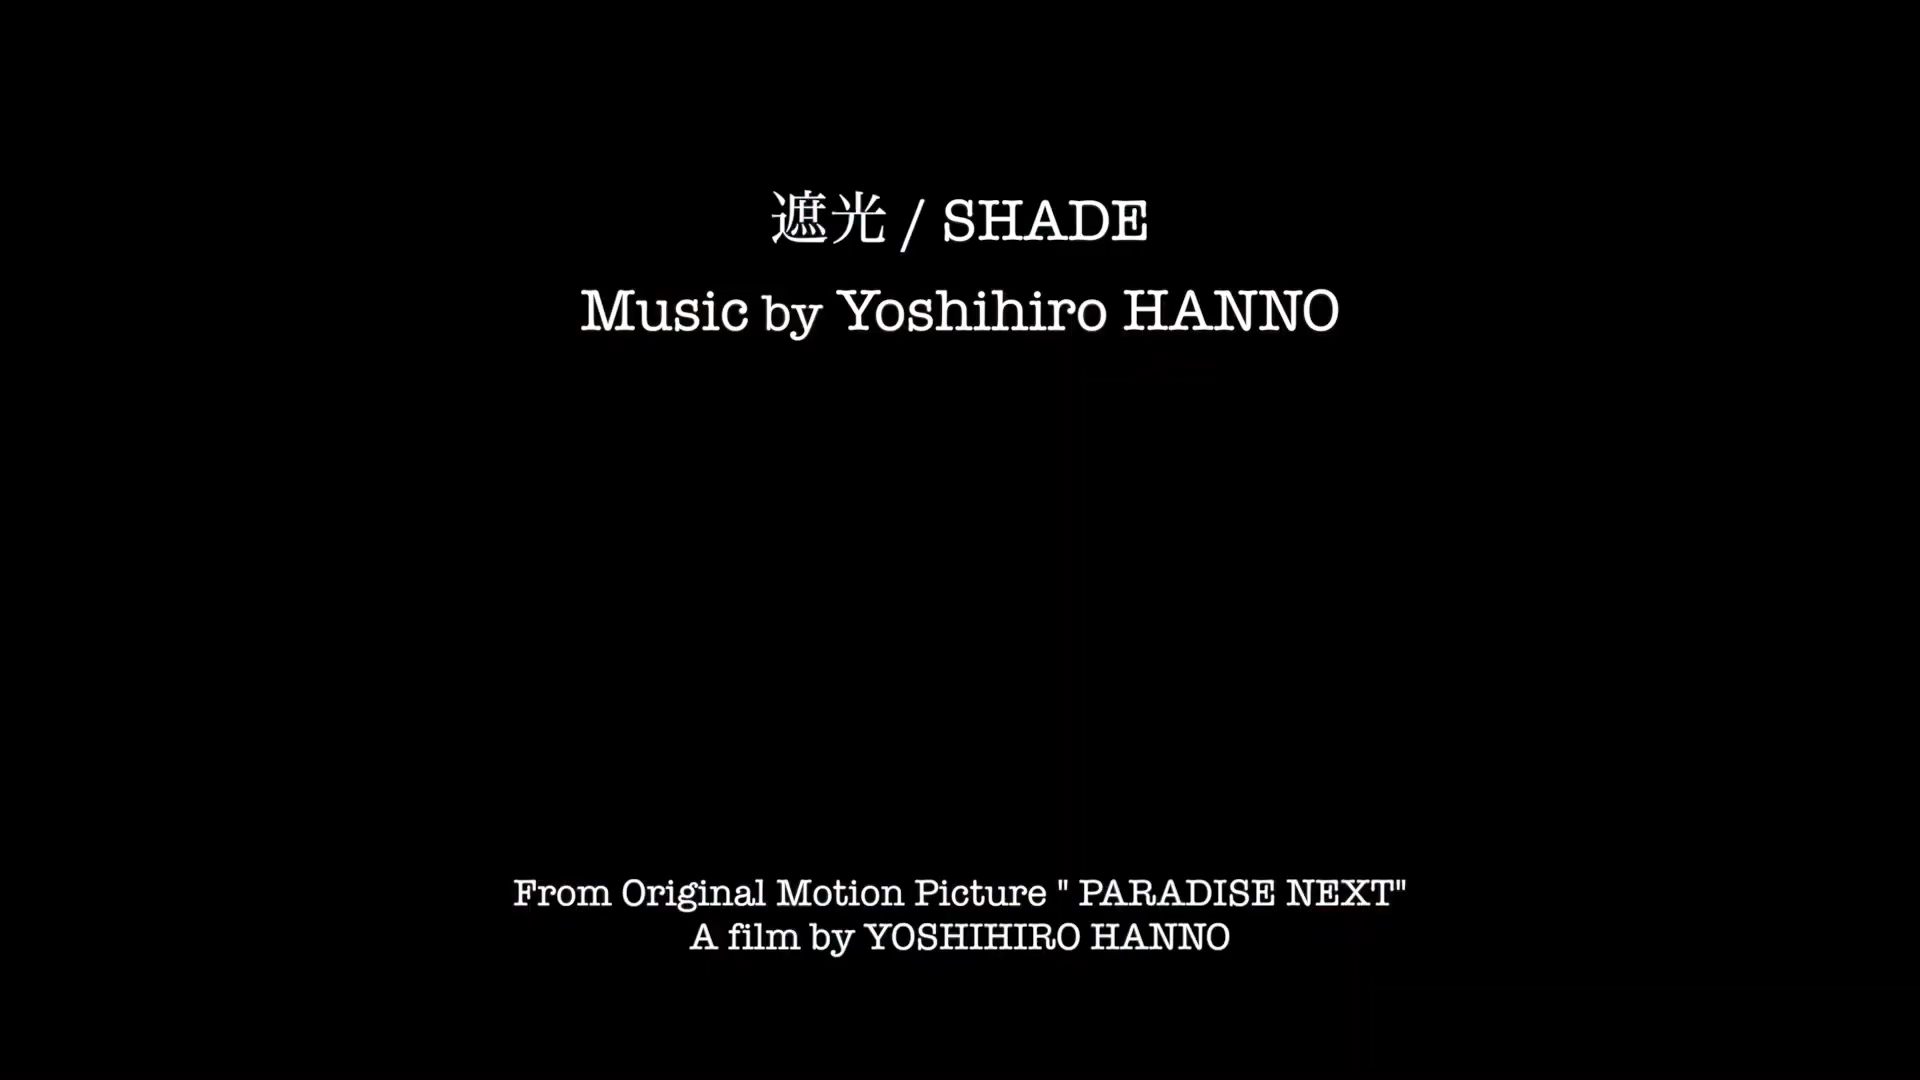 遮光 / SHADE
Music by Yoshihiro HANNO
From Original Motion Picture " PARADISE NEXT"
A film by YOSHIHIRO HANNO